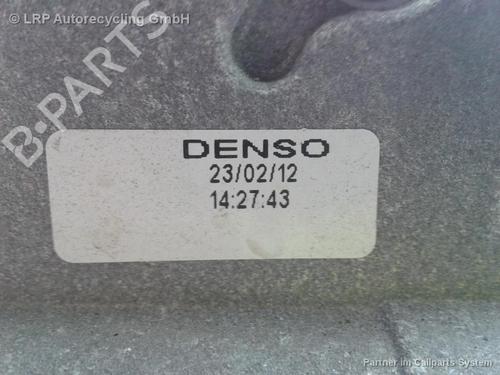 © LRP Autorecycling GmbH
B-PARTS
DENSO
23/02/12
14:27:43
Partner im Callparts System